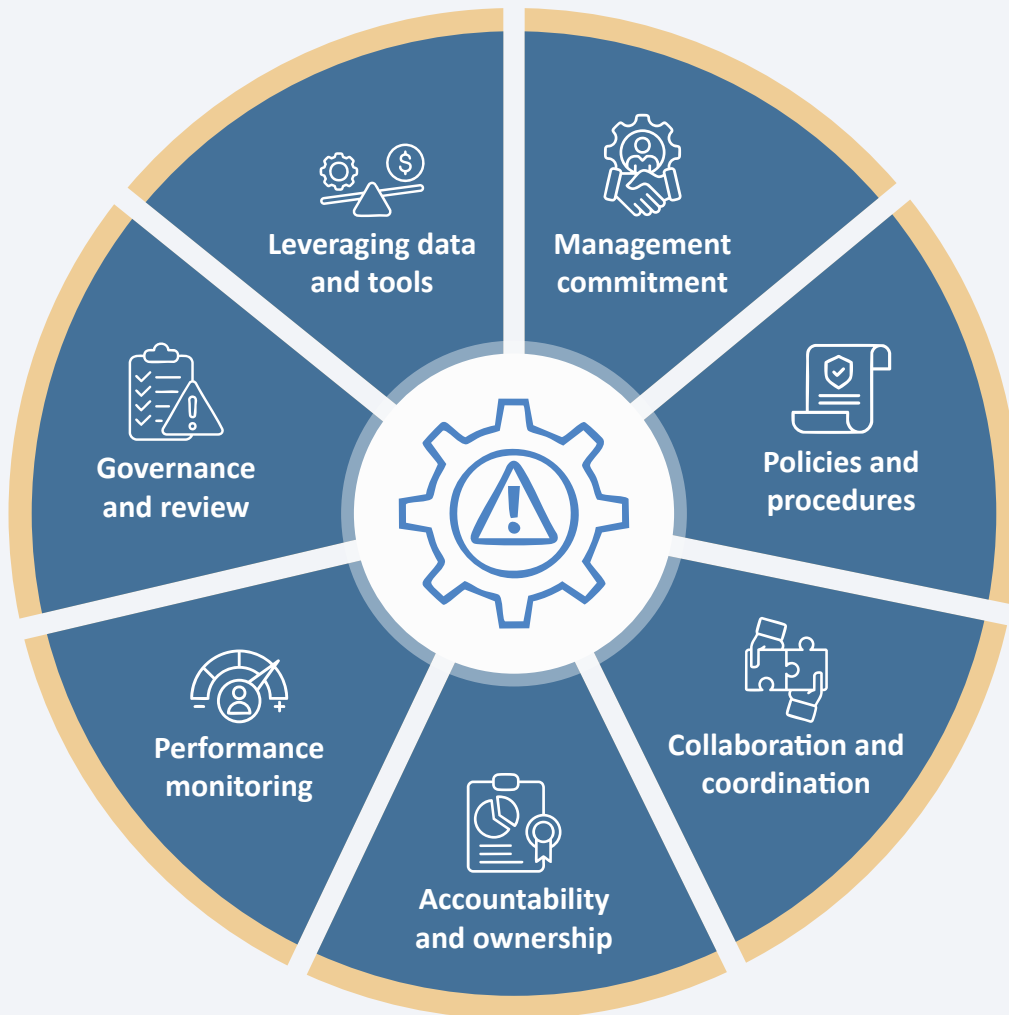 Leveraging data
and tools
Management
commitment
Policies and
procedures
Collaboration and
coordination
Accountability
and ownership
Performance
monitoring
Governance
and review